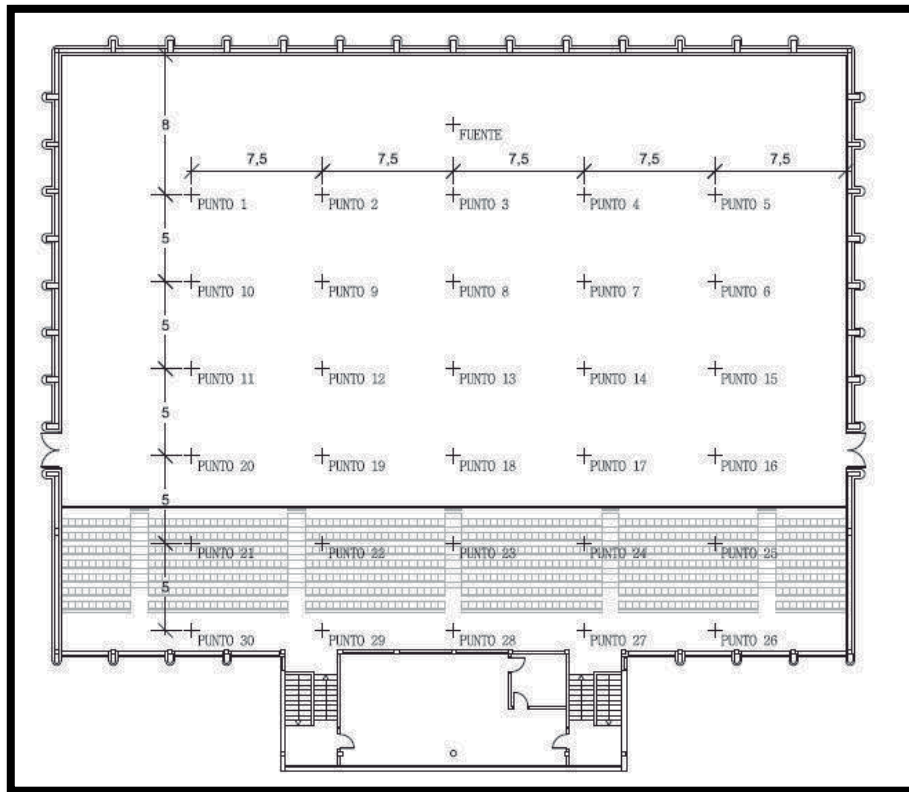 8
FUENTE
7,5 7,5 7,5 7,5 7,5
PUNTO 1 PUNTO 2 PUNTO 3 PUNTO 4 PUNTO 5
5
PUNTO 10 PUNTO 9 PUNTO 8 PUNTO 7 PUNTO 6
5
PUNTO 11 PUNTO 12 PUNTO 13 PUNTO 14 PUNTO 15
5
PUNTO 20 PUNTO 19 PUNTO 18 PUNTO 17 PUNTO 16
5
PUNTO 21 PUNTO 22 PUNTO 23 PUNTO 24 PUNTO 25
5
PUNTO 30 PUNTO 29 PUNTO 28 PUNTO 27 PUNTO 26